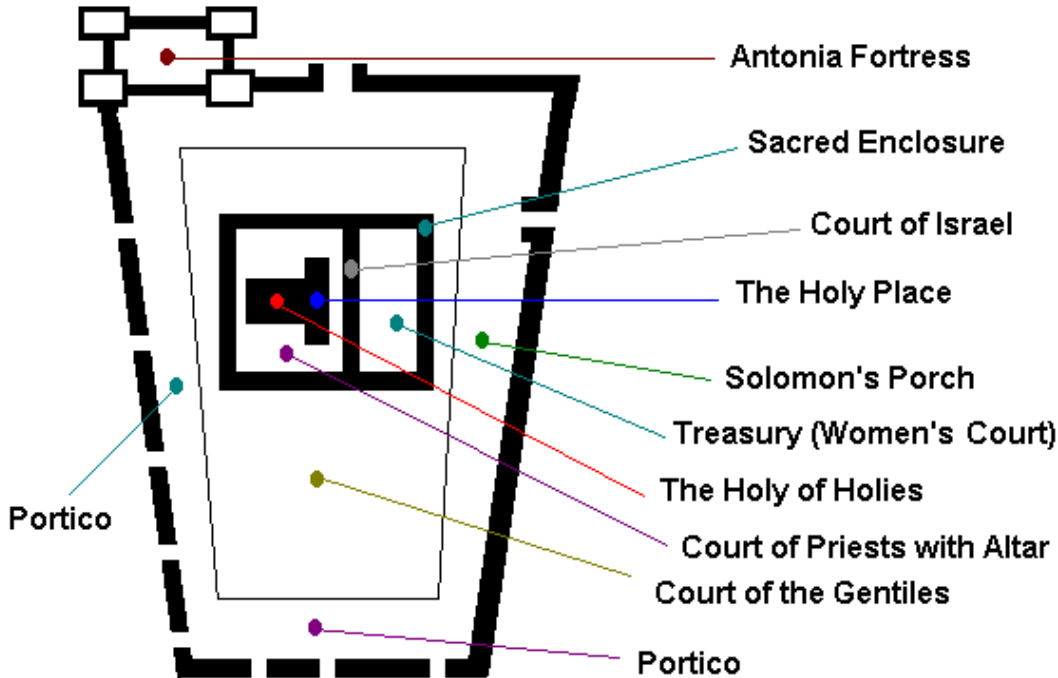 Antonia Fortress
Sacred Enclosure
Court of Israel
The Holy Place
Solomon's Porch
Treasury (Women's Court)
The Holy of Holies
Portico
Court of Priests with Altar
Court of the Gentiles
Portico